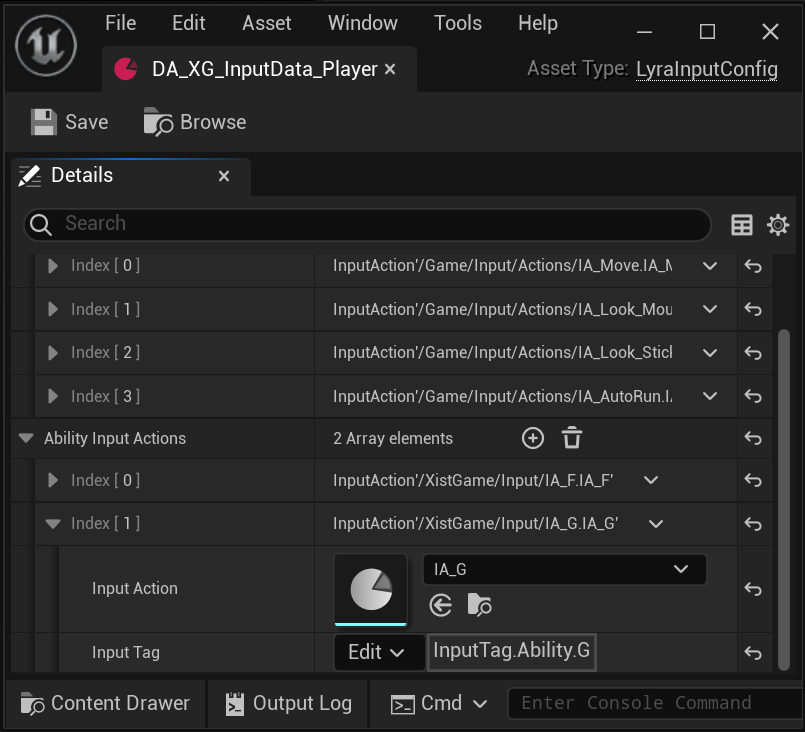 File Edit Window Tools Help
DA_XG_InputData_Player
Asset Type: LyraInputConfig
Save Browse
Details
Search
Index [ 0 ] InputAction'/Game/Input/Actions/IA_Move.IA_M
Index [ 1 ] InputAction'/Game/Input/Actions/IA_Look_Mou
Index [ 2 ] InputAction'/Game/Input/Actions/IA_Look_Stick
Index [ 3 ] InputAction'/Game/Input/Actions/IA_AutoRun.IA
Ability Input Actions 2 Array elements
Index [ 0 ] InputAction'/XistGame/Input/IA_F.IA_F'
Index [ 1 ] InputAction'/XistGame/Input/IA_G.IA_G'
IA_G
Input Action
Input Tag Edit InputTag.Ability.G
Content Drawer Output Log Cmd Enter Console Command